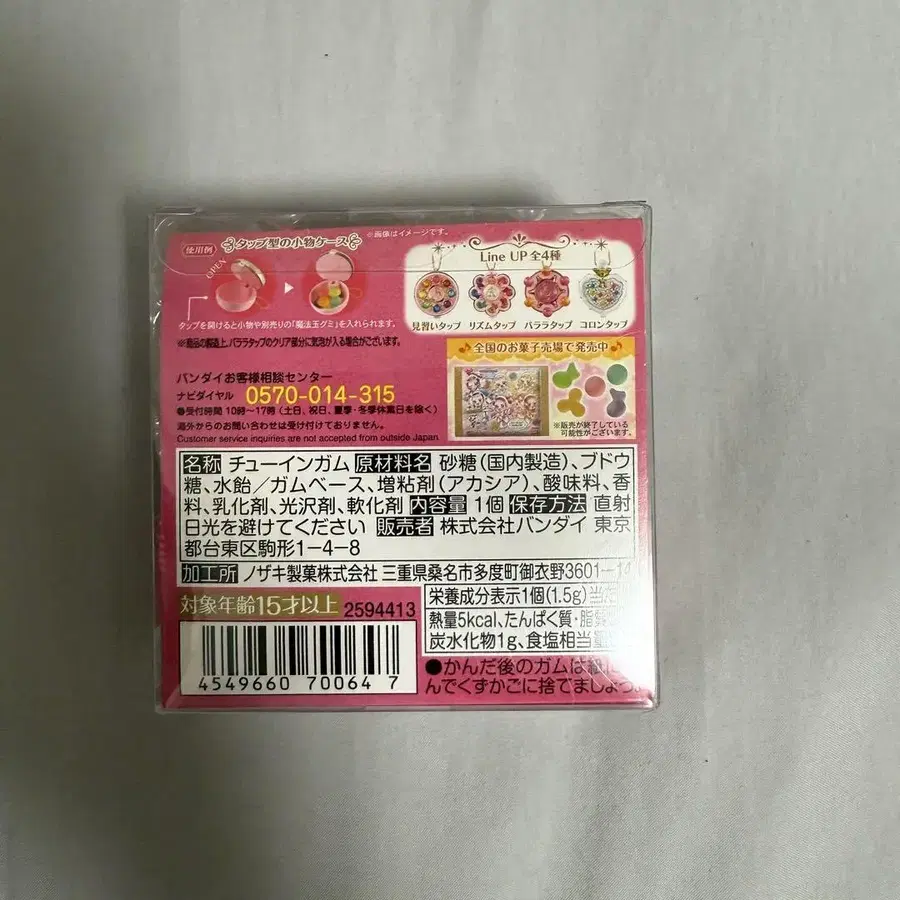 使用例 タップ型の小物ケース ※画像はイメージです。
OPEN
タップを開けると小物や別売りの「魔法玉グミ」を入れられます。
※商品の製造上、パララタップのクリア部分に気泡が入る場合がございます。
Line UP 全4種
見習いタップ リズムタップ パララタップ コロンタップ
全国のお菓子売場で発売中
※販売が終了している
可能性がございます。
バンダイお客様相談センター
ナビダイヤル 0570-014-315
●受付時間 10時〜17時(土日、祝日、夏季・冬季休業日を除く)
海外からのお問い合わせは受け付けておりません。
Customer service inquiries are not accepted from outside Japan.
名称 チューインガム 原材料名 砂糖(国内製造)、ブドウ
糖、水飴/ガムベース、増粘剤(アカシア)、酸味料、香
料、乳化剤、光沢剤、軟化剤 内容量 1個 保存方法 直射
日光を避けてください 販売者 株式会社バンダイ 東京
都台東区駒形1-4-8
加工所 ノザキ製菓株式会社 三重県桑名市多度町御衣野3601-14
対象年齢15才以上 2594413
栄養成分表示1個(1.5g)当た
熱量5kcal、たんぱく質・脂質
炭水化物1g、食塩相当量
4549660 70064 7
●かんだ後のガムは紙に
んでくずかごに捨てましょう。